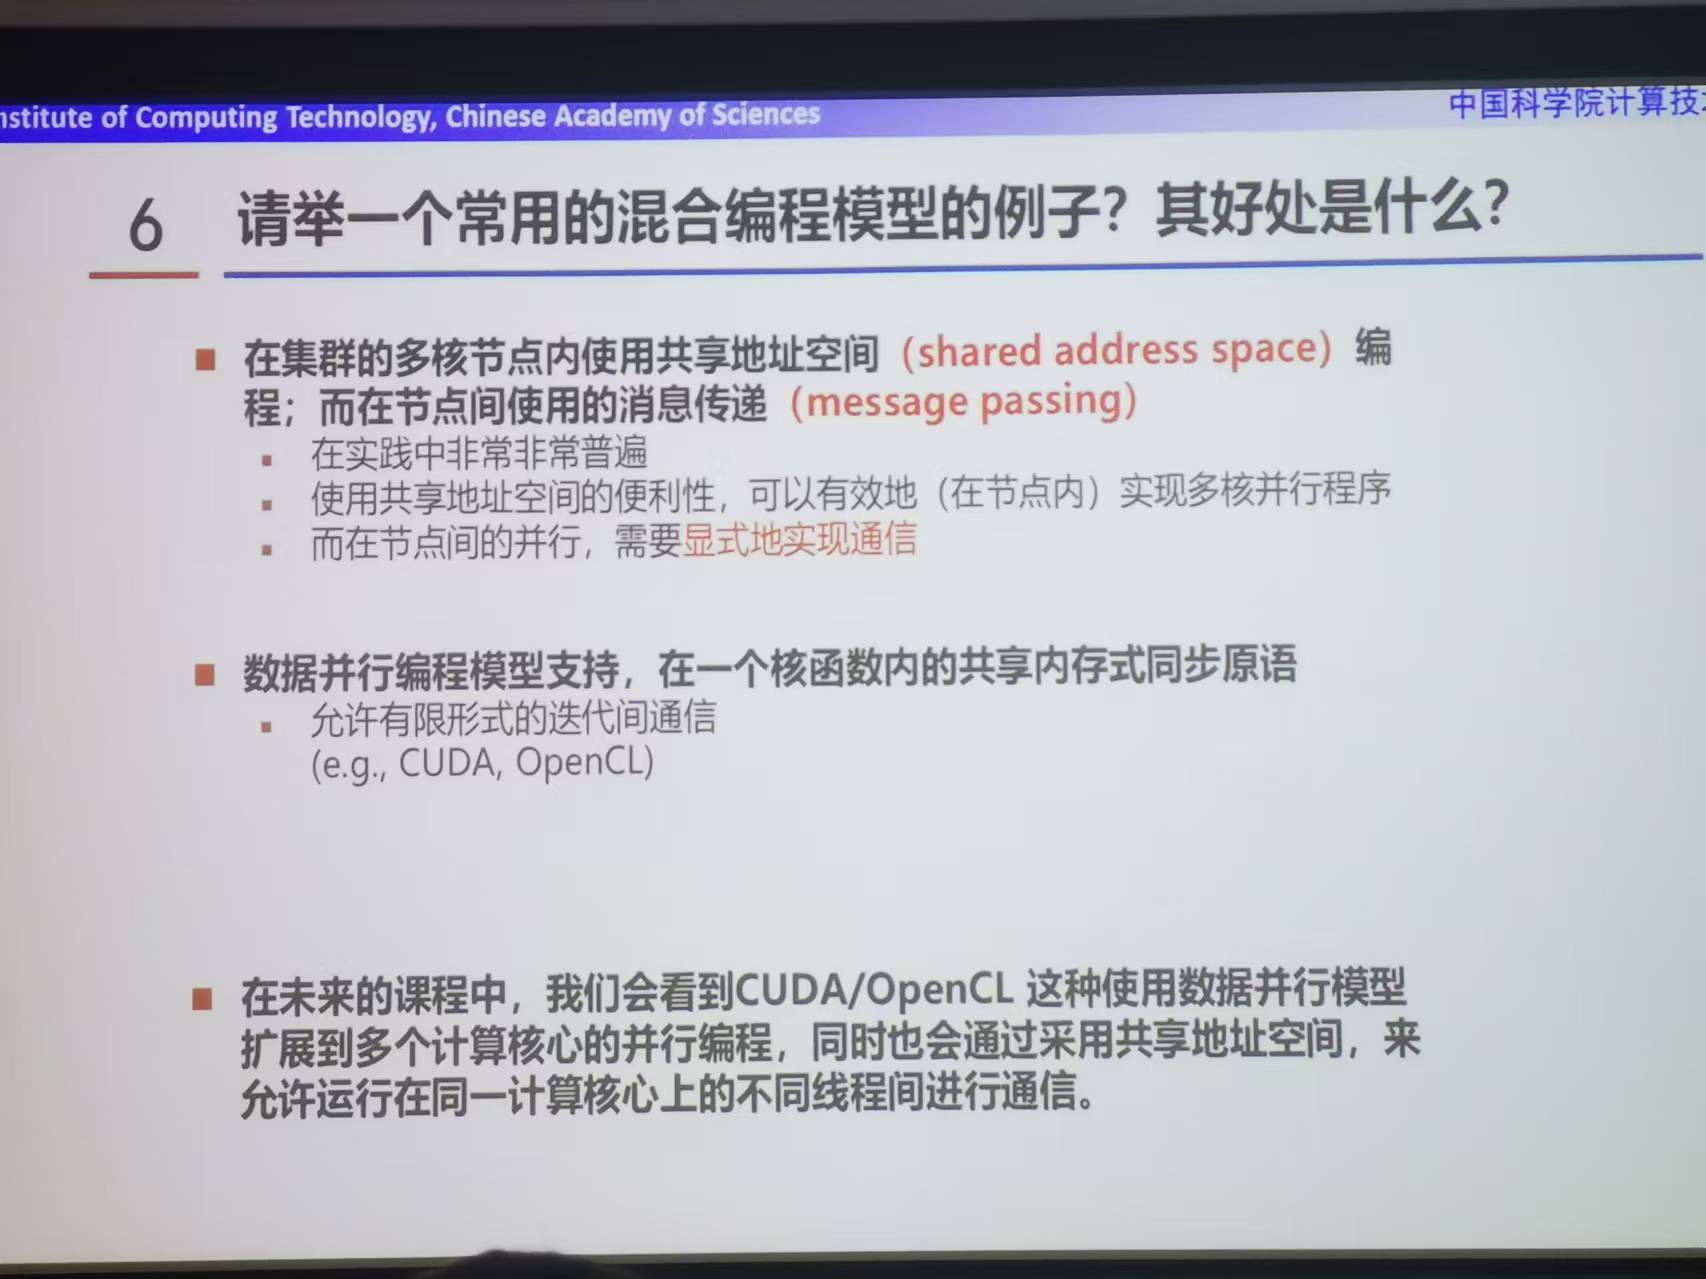 nstitute of Computing Technology, Chinese Academy of Sciences
中国科学院计算技
6
请举一个常用的混合编程模型的例子？其好处是什么？
在集群的多核节点内使用共享地址空间（shared address space）编
程；而在节点间使用的消息传递（message passing）
在实践中非常非常普遍
使用共享地址空间的便利性，可以有效地（在节点内）实现多核并行程序
而在节点间的并行，需要显式地实现通信
数据并行编程模型支持，在一个核函数内的共享内存式同步原语
允许有限形式的迭代间通信
(e.g., CUDA, OpenCL)
在未来的课程中，我们会看到CUDA/OpenCL 这种使用数据并行模型
扩展到多个计算核心的并行编程，同时也会通过采用共享地址空间，来
允许运行在同一计算核心上的不同线程间进行通信。